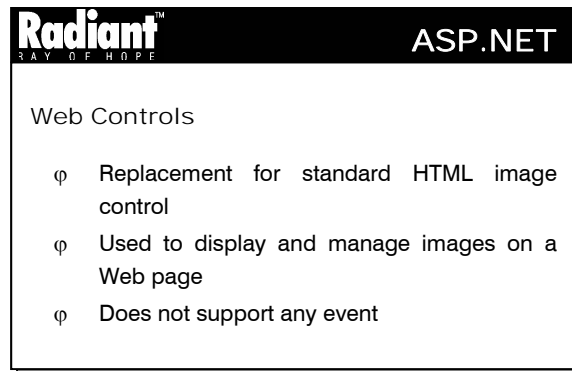 Radiant™ ASP.NET
RAY OF HOPE
Web Controls
φ Replacement for standard HTML image
control
φ Used to display and manage images on a
Web page
φ Does not support any event